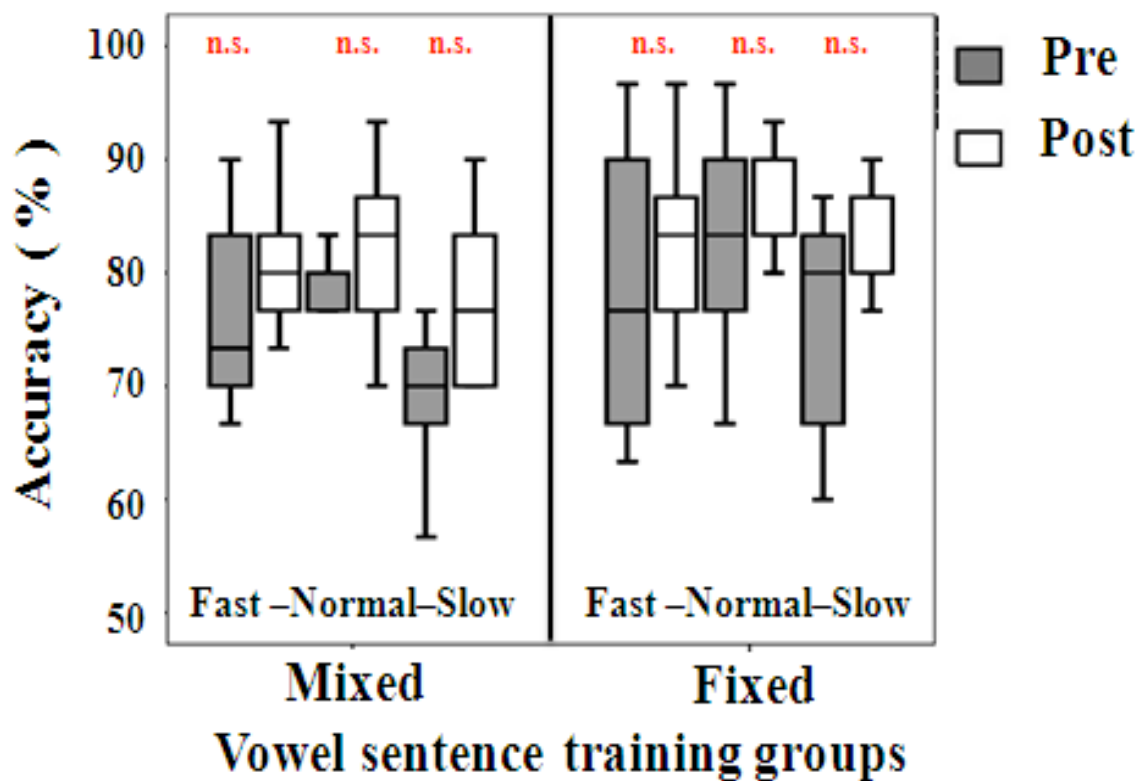 100
90
80
70
60
50
Accuracy ( % )
n.s. n.s. n.s. n.s. n.s. n.s.
Pre
Post
Fast –Normal–Slow Fast –Normal–Slow
Mixed Fixed
Vowel sentence training groups